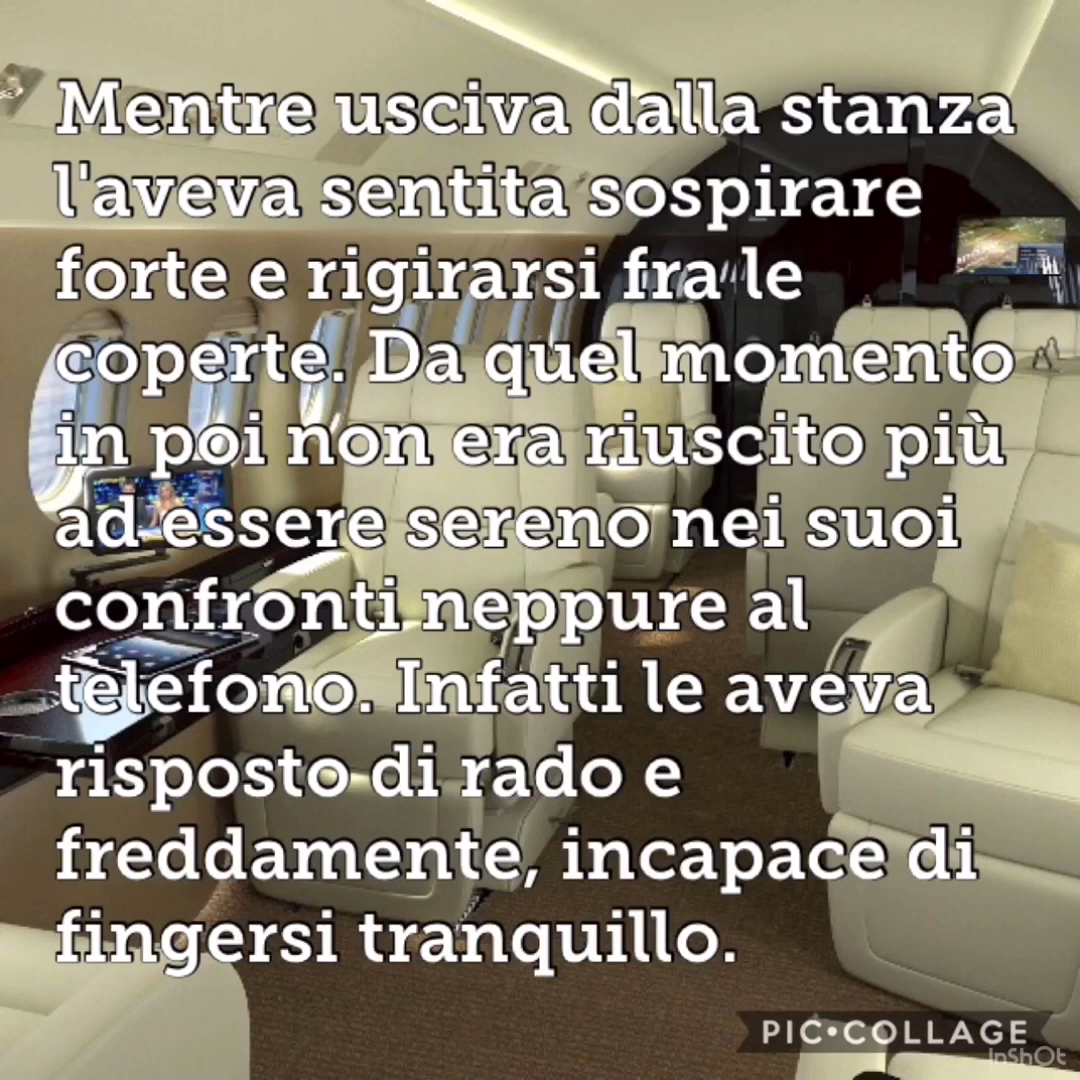 Mentre usciva dalla stanza
l'aveva sentita sospirare
forte e rigirarsi fra le
coperte. Da quel momento
in poi non era riuscito più
ad essere sereno nei suoi
confronti neppure al
telefono. Infatti le aveva
risposto di rado e
freddamente, incapace di
fingersi tranquillo.
PIC•COLLAGE
InShOt